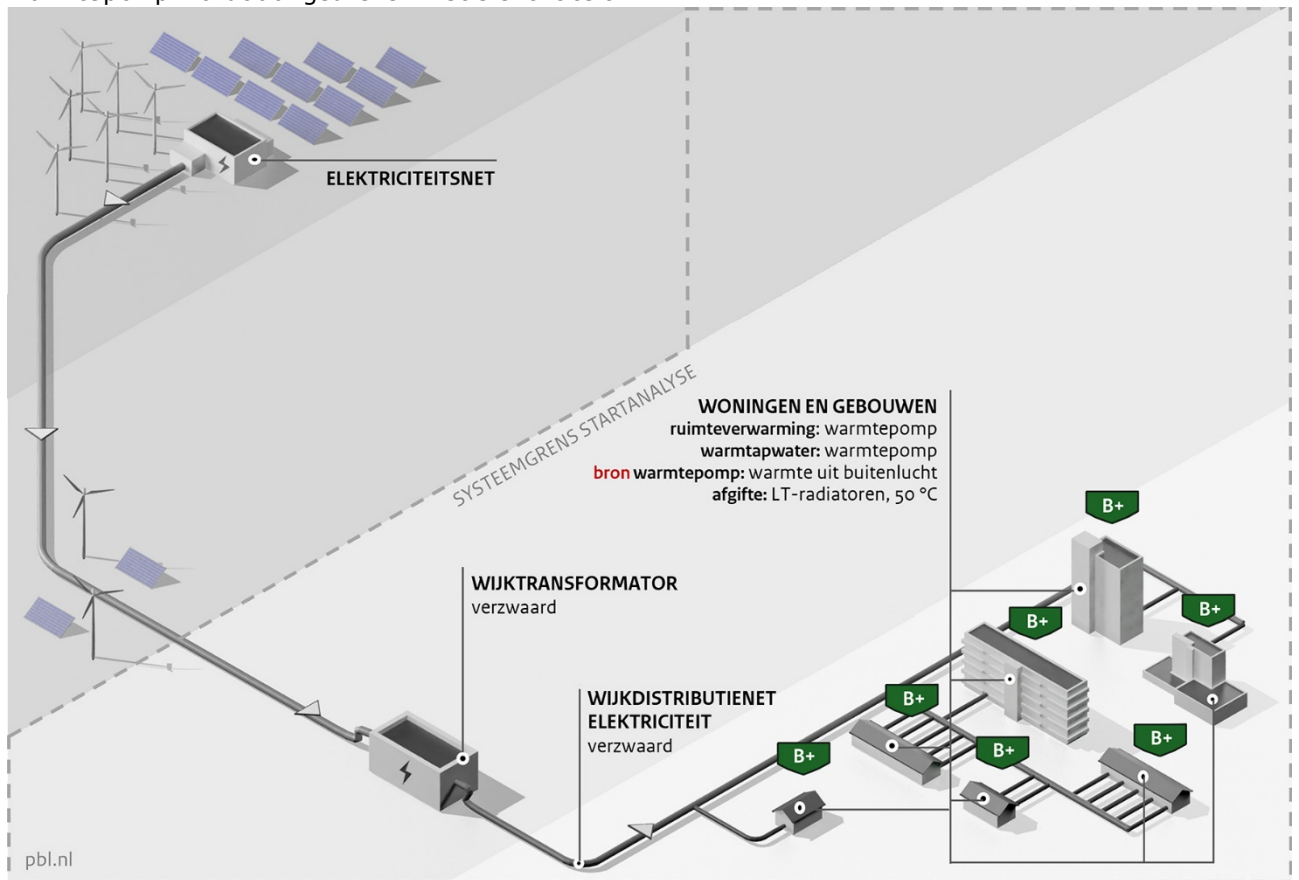 ELEKTRICITEITSNET
SYSTEEMGRENS STARTANALYSE
WONINGEN EN GEBOUWEN
ruimteverwarming: warmtepomp
warmtapwater: warmtepomp
bron warmtepomp: warmte uit buitenlucht
afgifte: LT-radiatoren, 50 °C
B+
B+
B+
WIJKTRANSFORMATOR
verzwaard
WIJKDISTRIBUTIENET
ELEKTRICITEIT
verzwaard
B+
B+
B+
B+
pbl.nl